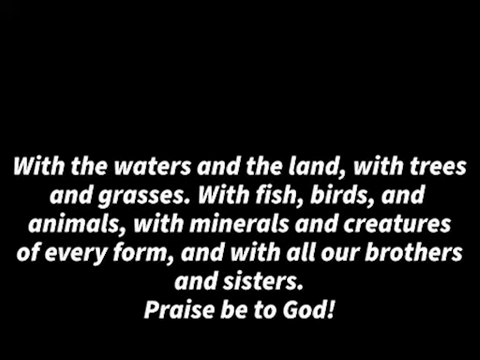 With the waters and the land, with trees
and grasses. With fish, birds, and
animals, with minerals and creatures
of every form, and with all our brothers
and sisters.
Praise be to God!